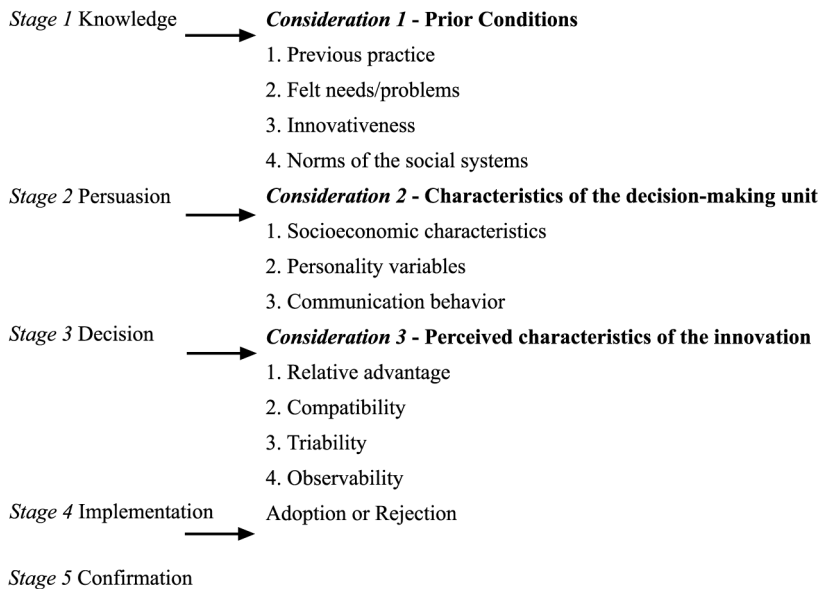 Stage 1 Knowledge
Consideration 1 - Prior Conditions
1. Previous practice
2. Felt needs/problems
3. Innovativeness
4. Norms of the social systems
Stage 2 Persuasion
Consideration 2 - Characteristics of the decision-making unit
1. Socioeconomic characteristics
2. Personality variables
3. Communication behavior
Stage 3 Decision
Consideration 3 - Perceived characteristics of the innovation
1. Relative advantage
2. Compatibility
3. Triability
4. Observability
Stage 4 Implementation
Adoption or Rejection
Stage 5 Confirmation